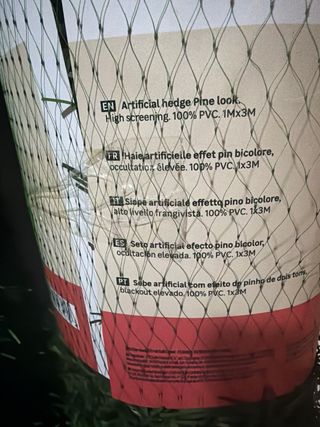 EN Artificial hedge Pine look.
High screening. 100% PVC. 1Mx3M
FR Haie artificielle effet pin bicolore,
occultation élevée. 100% PVC. 1x3M
IT Siepe artificiale effetto pino bicolore,
alto livello frangivista. 100% PVC. 1x3M
ES Seto artificial efecto pino bicolor,
ocultación elevada. 100% PVC. 1x3M
PT Sebe artificial com efeito de pinho de dois tons,
blackout elevado. 100% PVC. 1x3M